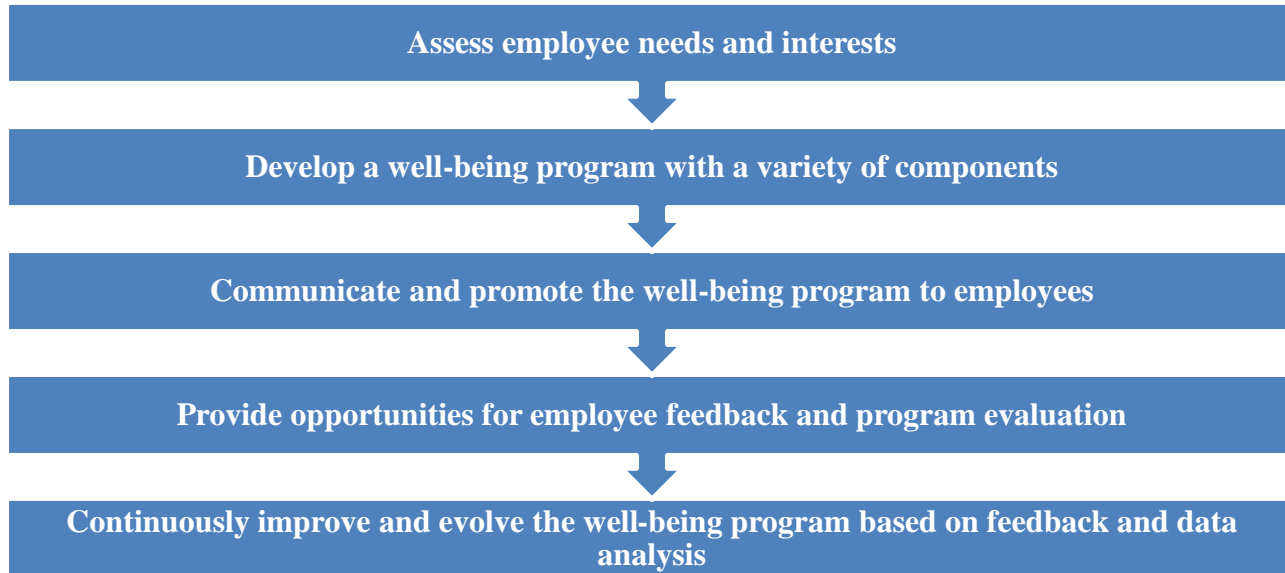 Assess employee needs and interests
Develop a well-being program with a variety of components
Communicate and promote the well-being program to employees
Provide opportunities for employee feedback and program evaluation
Continuously improve and evolve the well-being program based on feedback and data
analysis